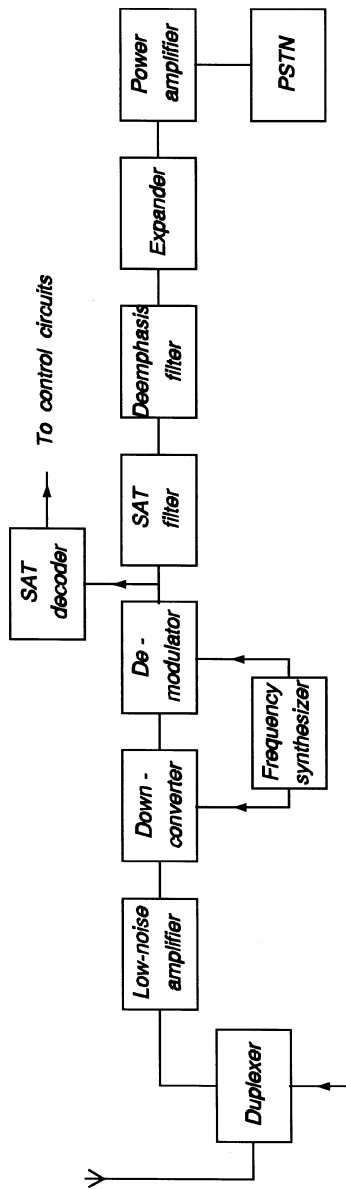 SAT
decoder
To control circuits
Duplexer
Low-noise
amplifier
Down -
converter
De -
modulator
SAT
filter
Deemphasis
filter
Expander
Power
amplifier
Frequency
synthesizer
PSTN